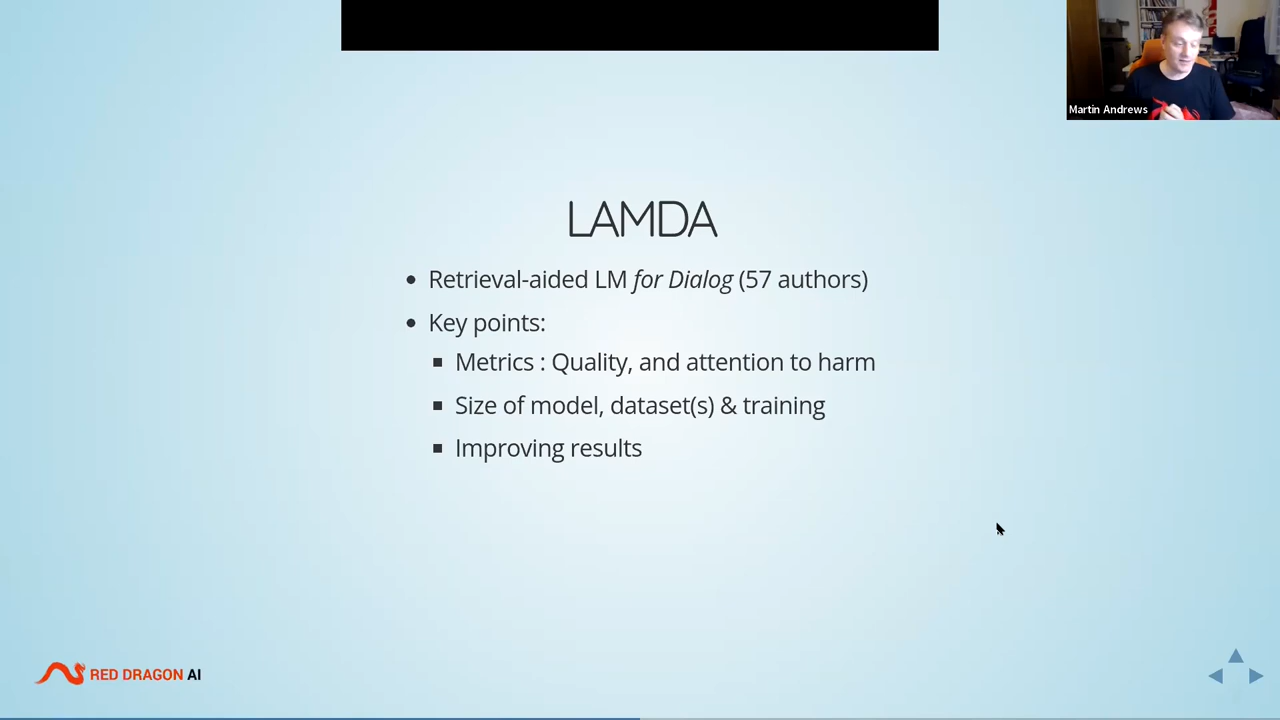 Martin Andrews
LAMDA
Retrieval-aided LM for Dialog (57 authors)
Key points:
Metrics : Quality, and attention to harm
Size of model, dataset(s) & training
Improving results
RED DRAGON AI